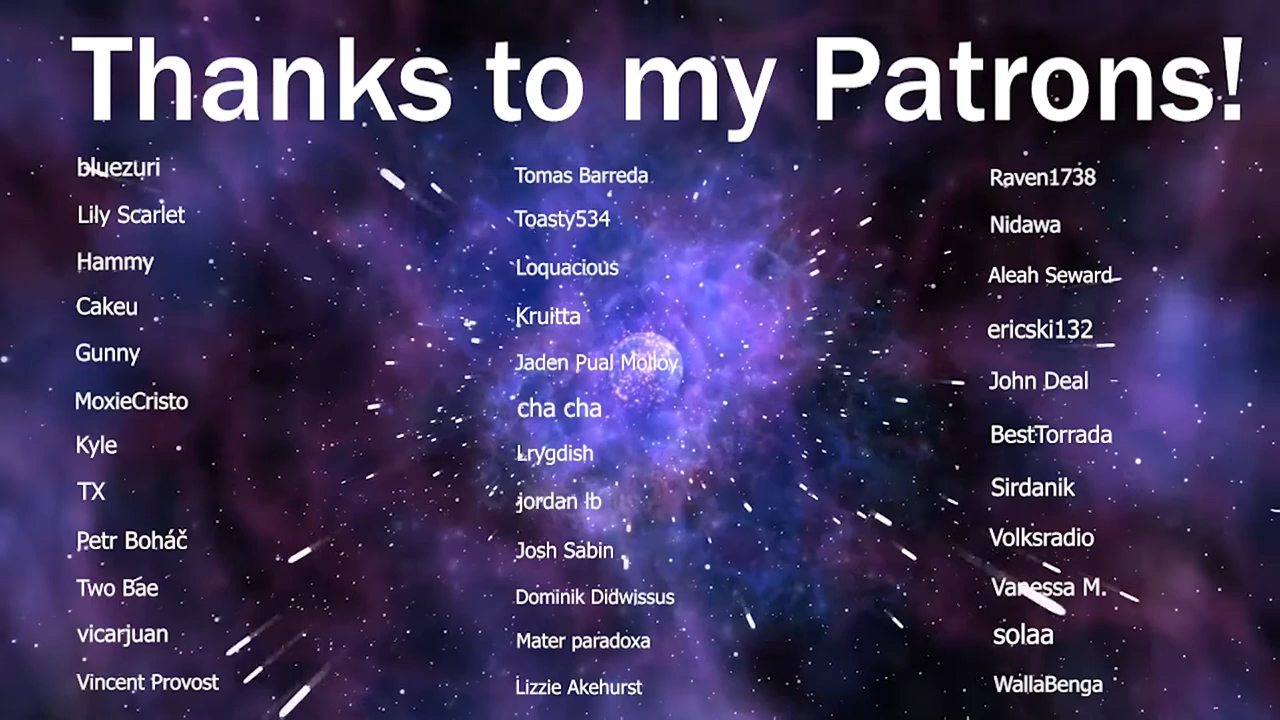 Thanks to my Patrons!
bluezuri
Lily Scarlet
Hammy
Cakeu
Gunny
MoxieCristo
Kyle
TX
Petr Boháč
Two Bae
vicarjuan
Vincent Provost
Tomas Barreda
Toasty534
Loquacious
Kruitta
Jaden Pual Molloy
cha cha
Lrygdish
jordan lb
Josh Sabin
Dominik Didwissus
Mater paradoxa
Lizzie Akehurst
Raven1738
Nidawa
Aleah Seward
ericski132
John Deal
BestTorrada
Sirdanik
Volksradio
Vanessa M.
solaa
WallaBenga